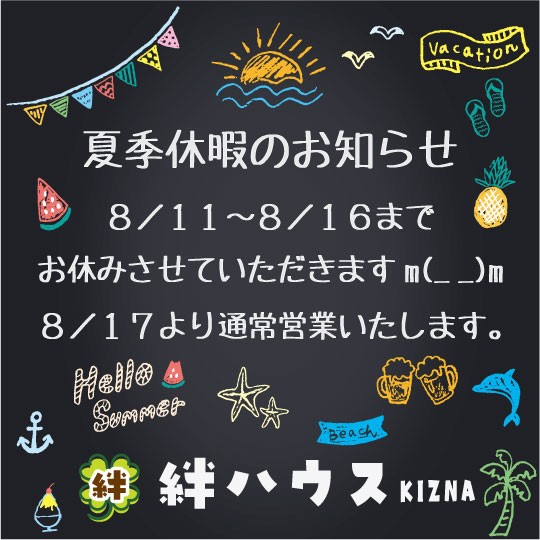 Vacation
夏季休暇のお知らせ
８／１１～８／１６まで
お休みさせていただきますm(_ _)m
８／１７より通常営業いたします。
Hello
Summer
Beach
絆
絆ハウス KIZNA